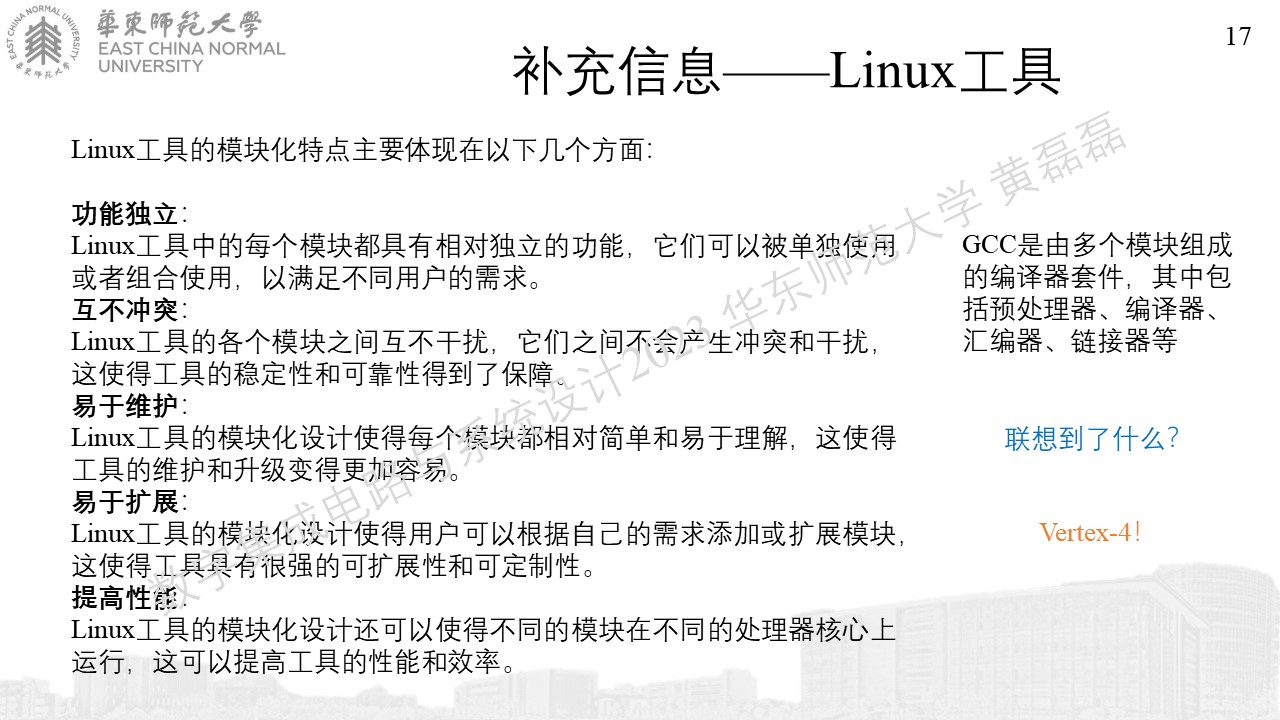 華東師範大學
EAST CHINA NORMAL
UNIVERSITY
EAST CHINA NORMAL UNIVERSITY
華東師範大學
17
补充信息——Linux工具
Linux工具的模块化特点主要体现在以下几个方面：
功能独立：
Linux工具中的每个模块都具有相对独立的功能，它们可以被单独使用
或者组合使用，以满足不同用户的需求。
互不冲突：
Linux工具的各个模块之间互不干扰，它们之间不会产生冲突和干扰，
这使得工具的稳定性和可靠性得到了保障。
易于维护：
Linux工具的模块化设计使得每个模块都相对简单和易于理解，这使得
工具的维护和升级变得更加容易。
易于扩展：
Linux工具的模块化设计使得用户可以根据自己的需求添加或扩展模块，
这使得工具具有很强的可扩展性和可定制性。
提高性能：
Linux工具的模块化设计还可以使得不同的模块在不同的处理器核心上
运行，这可以提高工具的性能和效率。
GCC是由多个模块组成
的编译器套件，其中包
括预处理器、编译器、
汇编器、链接器等
联想到了什么？
Vertex-4！
数字集成电路与系统设计2023 华东师范大学 黄磊磊